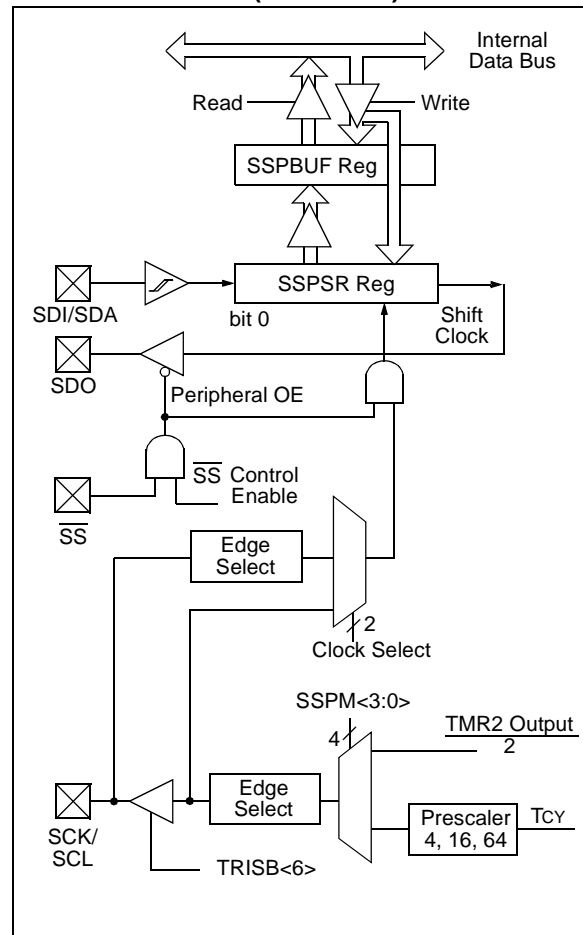 Internal
Data Bus
Read
Write
SSPBUF Reg
SSPSR Reg
SDI/SDA
bit 0
Shift
Clock
SDO
Peripheral OE
SS Control
Enable
SS
Edge
Select
2
Clock Select
SSPM<3:0>
4
TMR2 Output
2
Edge
Select
Prescaler
4, 16, 64
TCY
SCK/
SCL
TRISB<6>